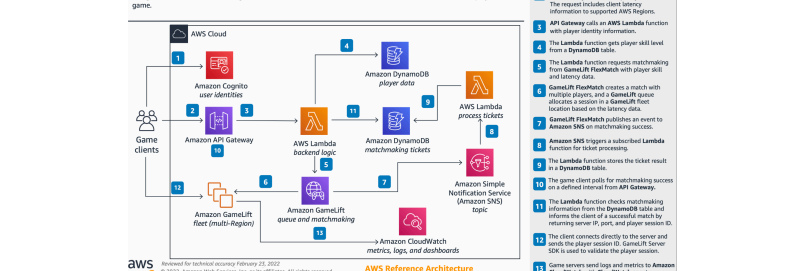 game.
AWS Cloud
1
Amazon Cognito
user identities
4
Amazon DynamoDB
player data
2
3
Game
clients
Amazon API Gateway
10
AWS Lambda
backend logic
11
Amazon DynamoDB
matchmaking tickets
9
AWS Lambda
process tickets
8
5
12
6
7
Amazon GameLift
fleet (multi-Region)
Amazon GameLift
queue and matchmaking
Amazon Simple
Notification Service
(Amazon SNS)
topic
13
Amazon CloudWatch
metrics, logs, and dashboards
aws
Reviewed for technical accuracy February 23, 2022
AWS Reference Architecture
The request includes client latency
information to supported AWS Regions.
3 API Gateway calls an AWS Lambda function
with player identity information.
4 The Lambda function gets player skill level
from a DynamoDB table.
5 The Lambda function requests matchmaking
from GameLift FlexMatch with player skill
and latency data.
6 GameLift FlexMatch creates a match with
multiple players, and a GameLift queue
allocates a session in a GameLift fleet
location based on the latency data.
7 GameLift FlexMatch publishes an event to
Amazon SNS on matchmaking success.
8 Amazon SNS triggers a subscribed Lambda
function for ticket processing.
9 The Lambda function stores the ticket result
in a DynamoDB table.
10 The game client polls for matchmaking success
on a defined interval from API Gateway.
11 The Lambda function checks matchmaking
information from the DynamoDB table and
informs the client of a successful match by
returning server IP, port, and player session ID.
12 The client connects directly to the server and
sends the player session ID. GameLift Server
SDK is used to validate the player session.
13 Game servers send logs and metrics to Amazon